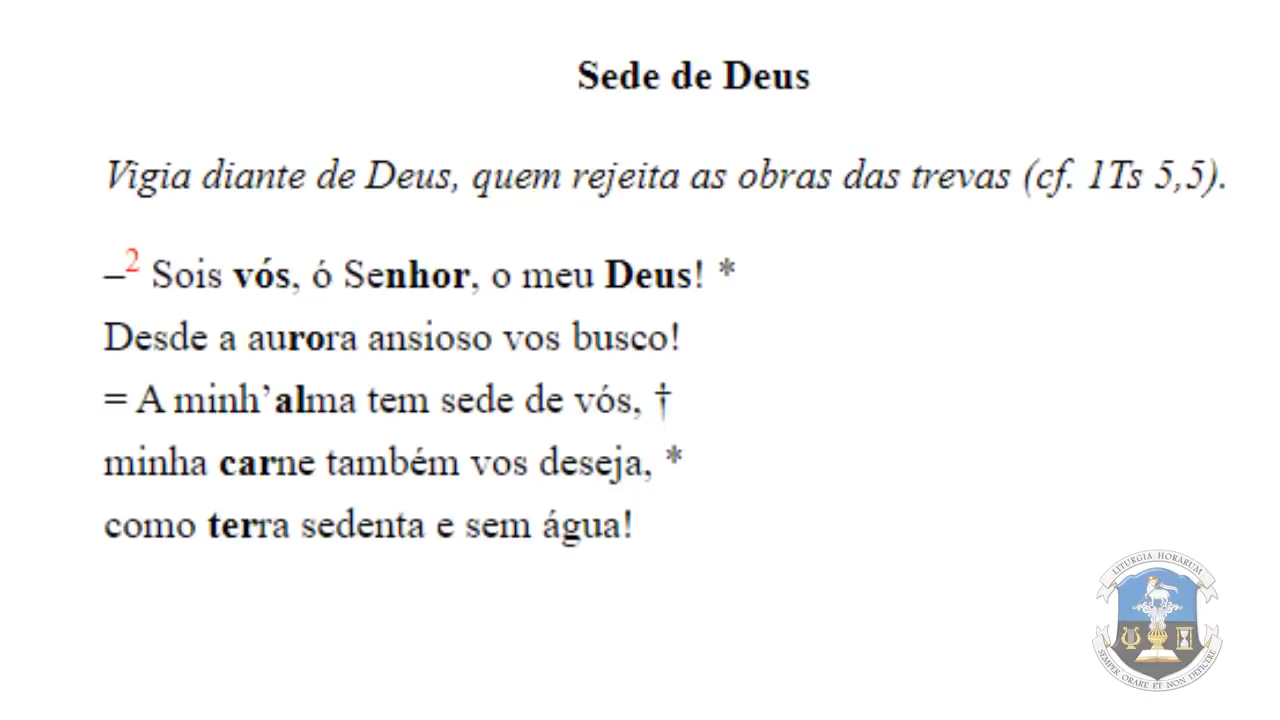 Sede de Deus
Vigia diante de Deus, quem rejeita as obras das trevas (cf. 1Ts 5,5).
–² Sois vós, ó Senhor, o meu Deus! *
Desde a aurora ansioso vos busco!
= A minh’alma tem sede de vós, †
minha carne também vos deseja, *
como terra sedenta e sem água!
LITURGIA HORARUM
SEMPER ORARE ET NON DEFICERE